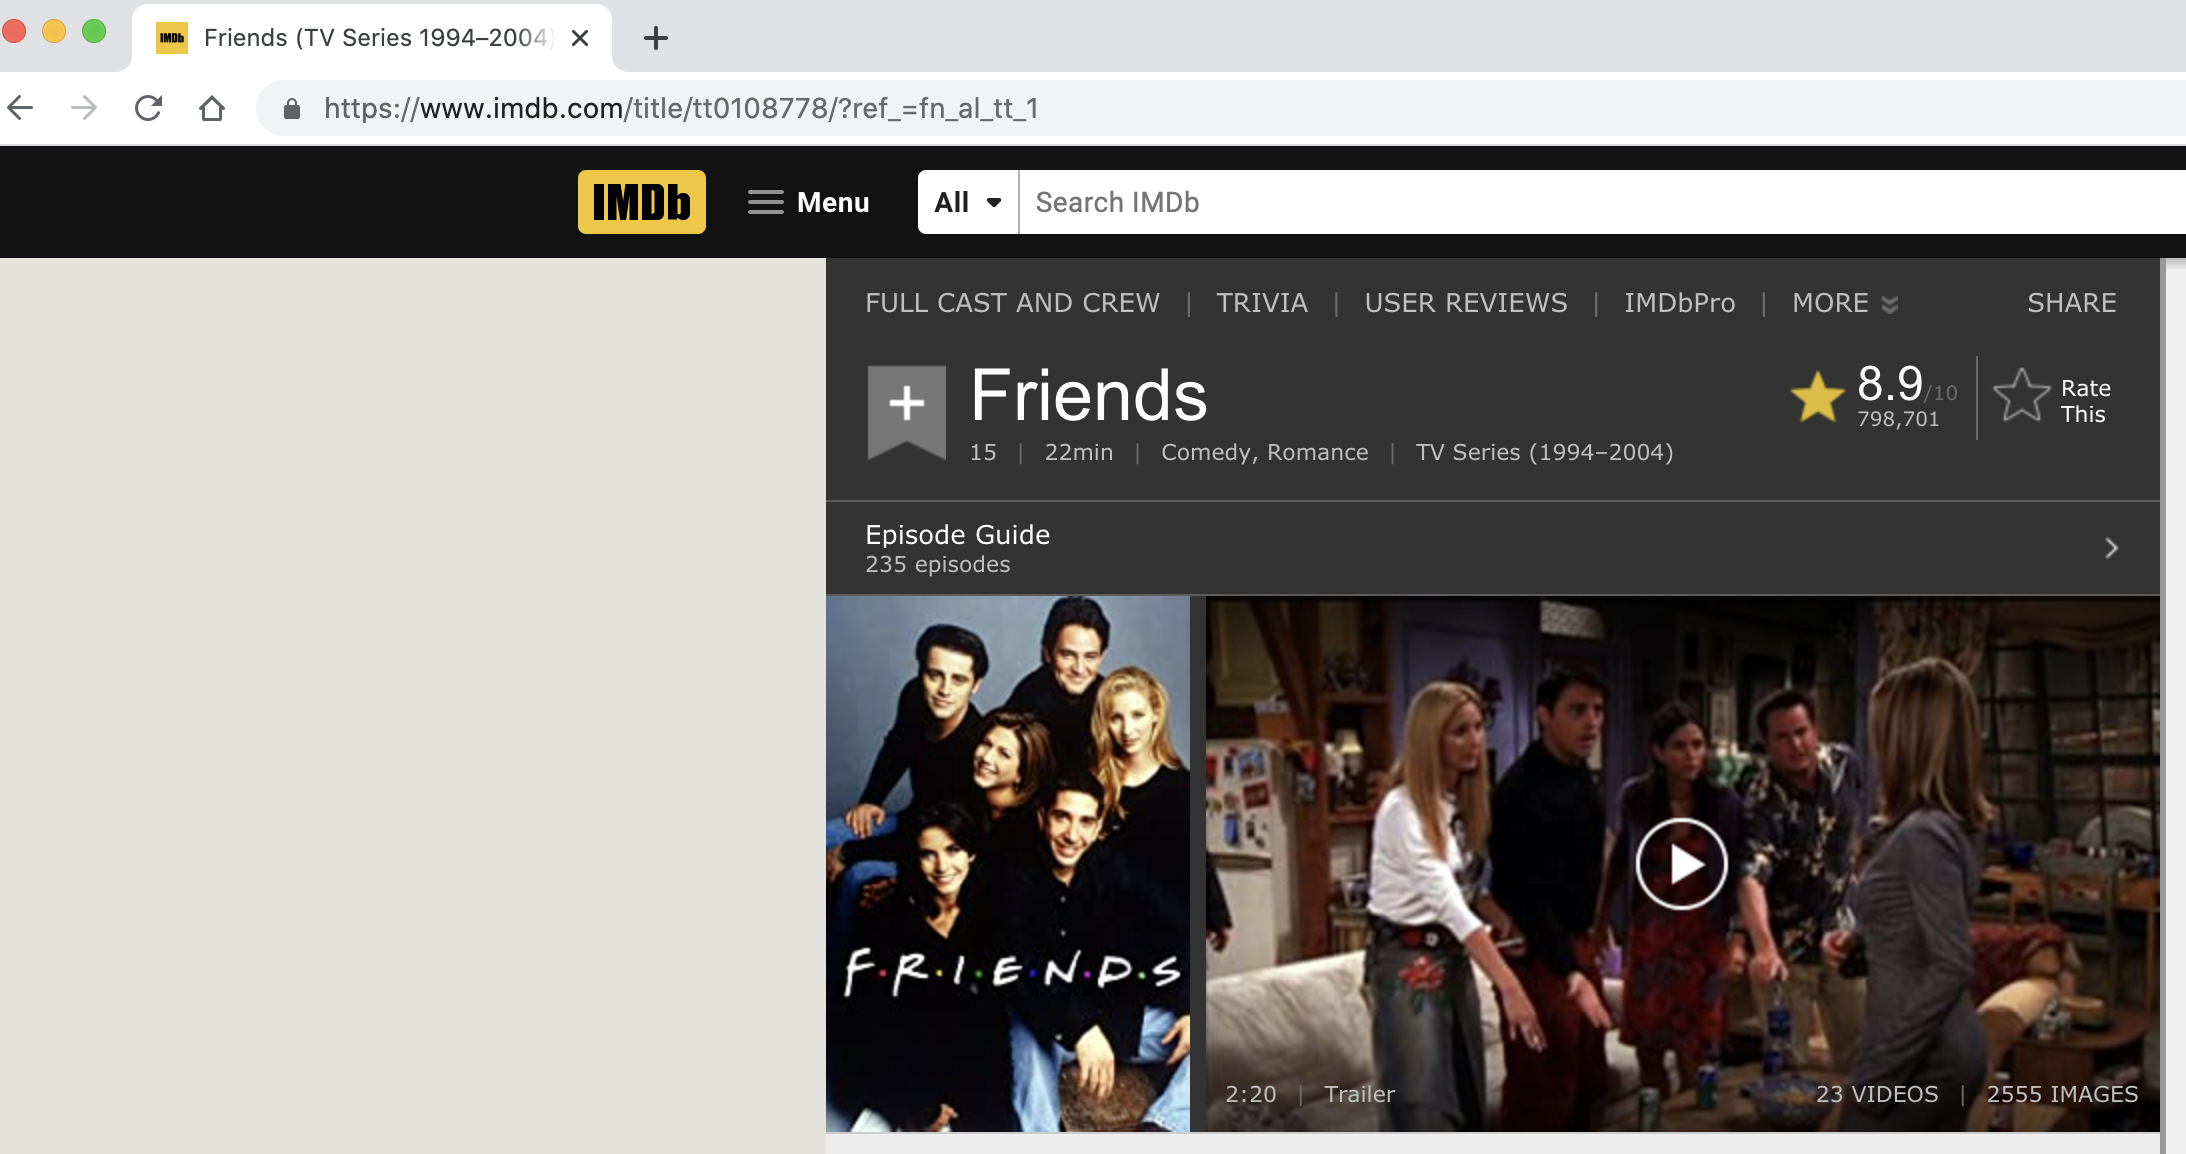 IMDb Friends (TV Series 1994–2004)
https://www.imdb.com/title/tt0108778/?ref_=fn_al_tt_1
IMDb Menu All Search IMDb
FULL CAST AND CREW | TRIVIA | USER REVIEWS | IMDbPro | MORE SHARE
+ Friends
8.9/10
798,701
Rate
This
15 | 22min | Comedy, Romance | TV Series (1994–2004)
Episode Guide
235 episodes
F·R·I·E·N·D·S
2:20 | Trailer 23 VIDEOS | 2555 IMAGES